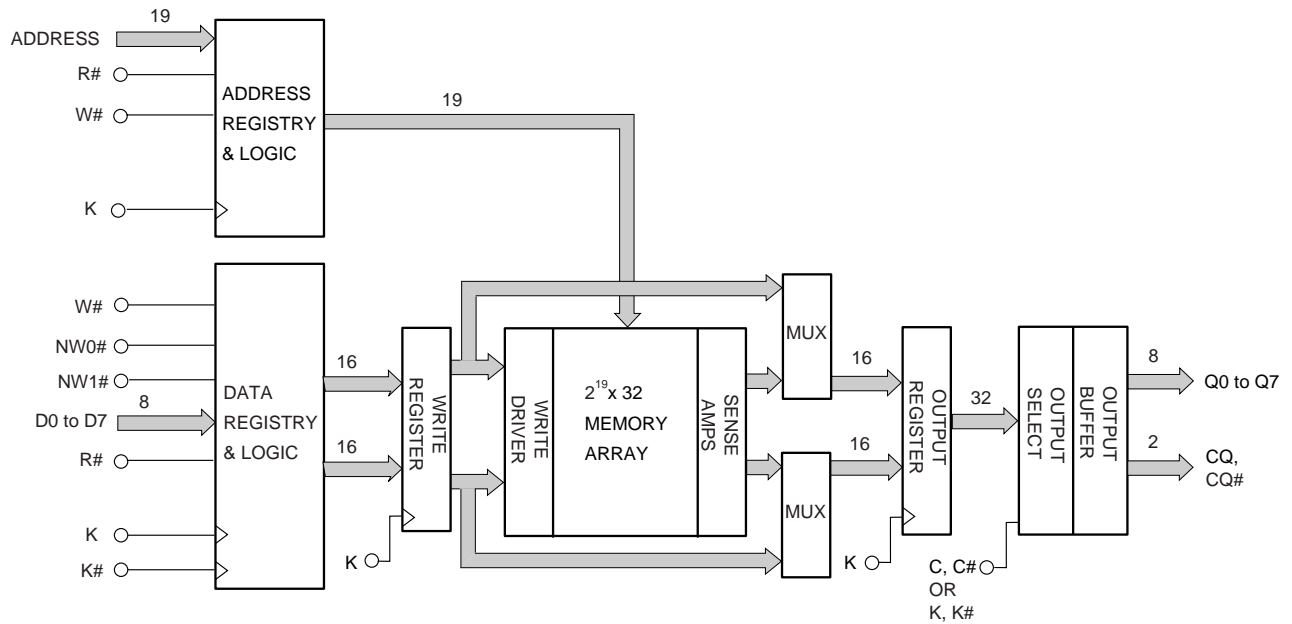 19
ADDRESS
R#
W#
K
ADDRESS
REGISTRY
& LOGIC
19
W#
NW0#
NW1#
D0 to D7
8
R#
K
K#
DATA
REGISTRY
& LOGIC
16
16
WRITE
REGISTER
K
WRITE
DRIVER
2¹⁹x 32
MEMORY
ARRAY
SENSE
AMPS
MUX
MUX
16
16
OUTPUT
REGISTER
K
32
OUTPUT
SELECT
OUTPUT
BUFFER
C, C#
OR
K, K#
8
Q0 to Q7
2
CQ,
CQ#